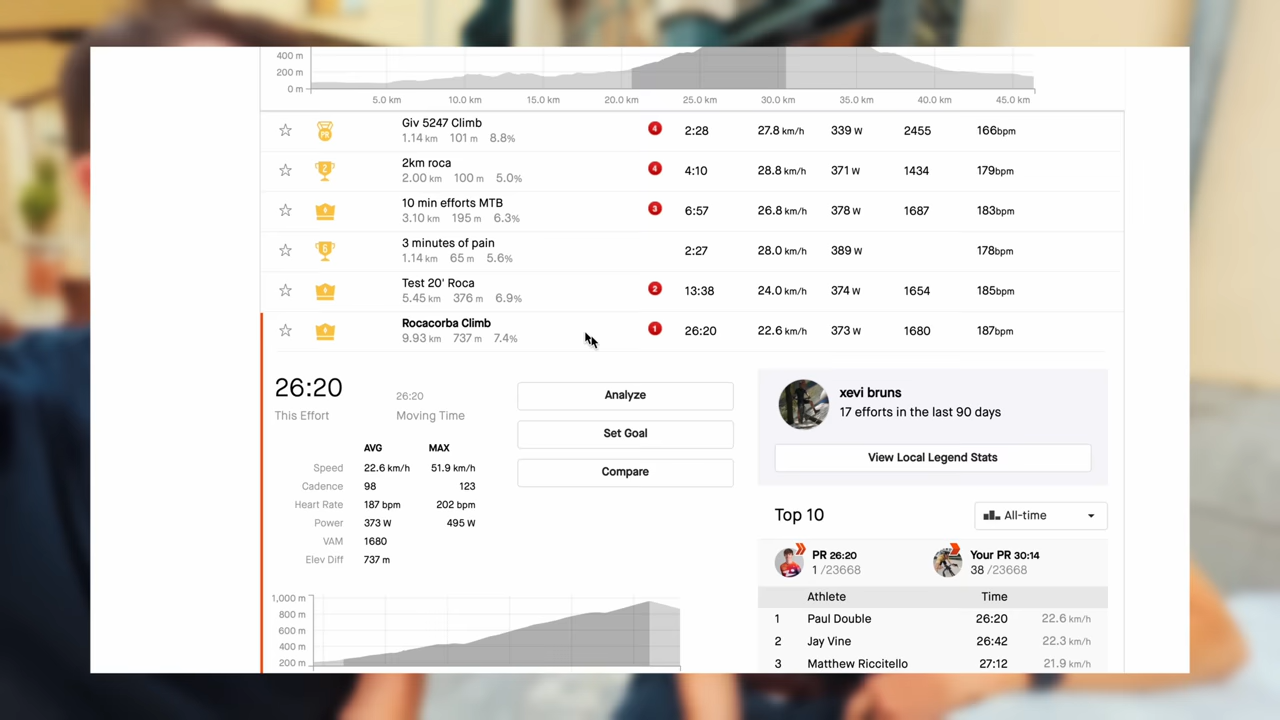 400 m
200 m
0 m
5.0 km 10.0 km 15.0 km 20.0 km 25.0 km 30.0 km 35.0 km 40.0 km 45.0 km
PR
Giv 5247 Climb
4 2:28 27.8 km/h 339 W 2455 166bpm
1.14 km 101 m 8.8%
2
2km roca
4 4:10 28.8 km/h 371 W 1434 179bpm
2.00 km 100 m 5.0%
10 min efforts MTB
3 6:57 26.8 km/h 378 W 1687 183bpm
3.10 km 195 m 6.3%
6
3 minutes of pain
2:27 28.0 km/h 389 W 178bpm
1.14 km 65 m 5.6%
Test 20' Roca
2 13:38 24.0 km/h 374 W 1654 185bpm
5.45 km 376 m 6.9%
Rocacorba Climb
1 26:20 22.6 km/h 373 W 1680 187bpm
9.93 km 737 m 7.4%
26:20
This Effort
26:20
Moving Time
AVG MAX
Speed 22.6 km/h 51.9 km/h
Cadence 98 123
Heart Rate 187 bpm 202 bpm
Power 373 W 495 W
VAM 1680
Elev Diff 737 m
Analyze
Set Goal
Compare
1,000 m
800 m
600 m
400 m
200 m
xevi bruns
17 efforts in the last 90 days
View Local Legend Stats
Top 10
All-time
PR 26:20
1 /23668
Your PR 30:14
38 /23668
Athlete Time
1 Paul Double 26:20 22.6 km/h
2 Jay Vine 26:42 22.3 km/h
3 Matthew Riccitello 27:12 21.9 km/h